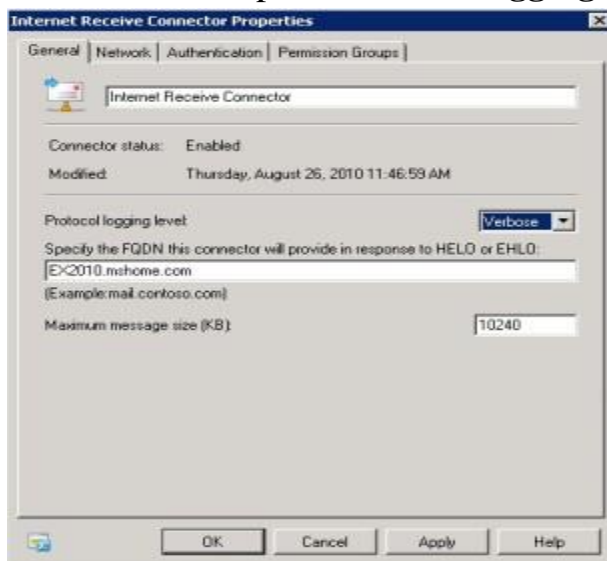 Internet Receive Connector Properties
General Network Authentication Permission Groups
Internet Receive Connector
Connector status: Enabled
Modified: Thursday, August 26, 2010 11:46:59 AM
Protocol logging level: Verbose
Specify the FQDN this connector will provide in response to HELO or EHLO:
EX2010.mshome.com
(Example:mail.contoso.com)
Maximum message size (KB): 10240
OK Cancel Apply Help